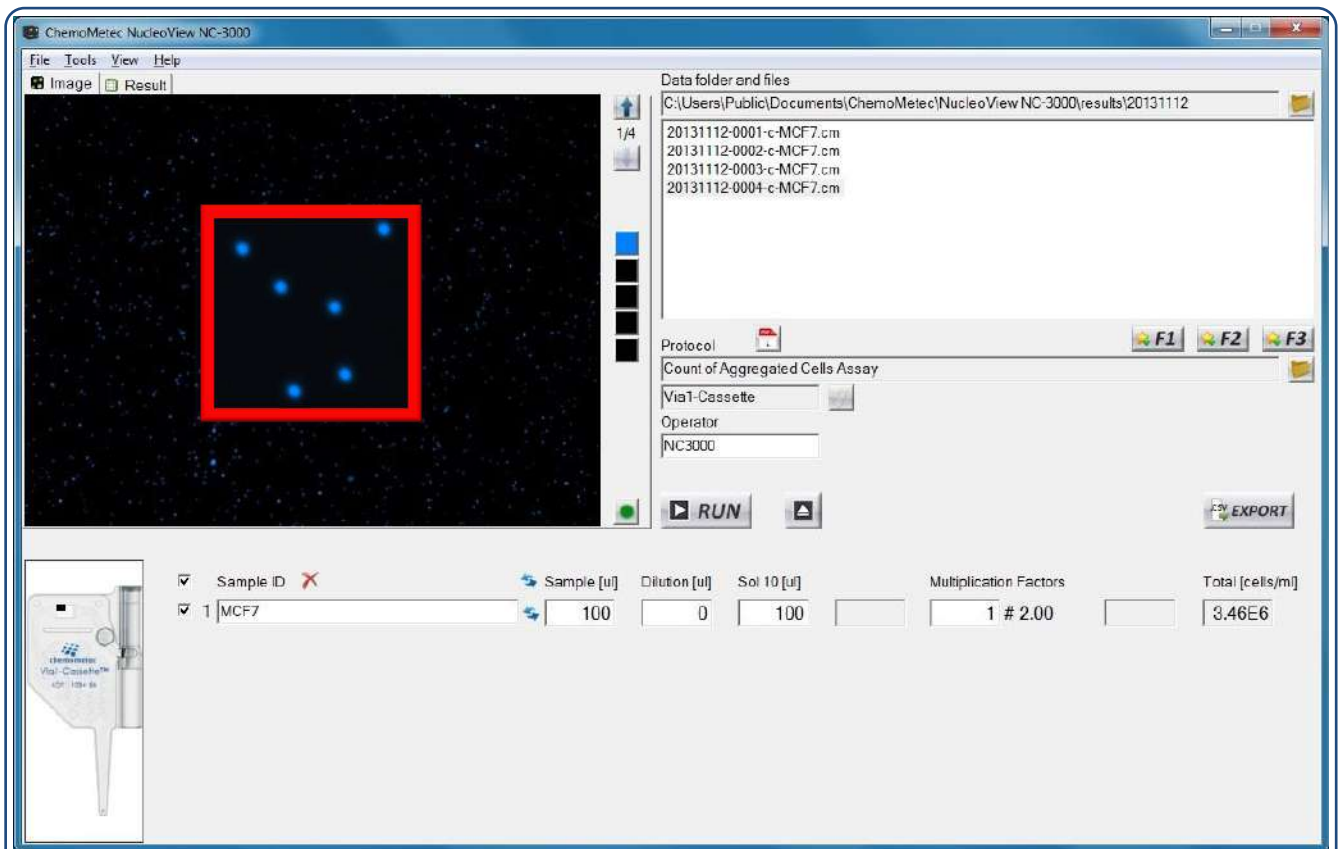 ChemoMetec NucleoView NC-3000
File Tools View Help
Image Result
1/4
Data folder and files
C:\Users\Public\Documents\ChemoMetec\NucleoView NC-3000\results\20131112
20131112-0001-c-MCF7.cm
20131112-0002-c-MCF7.cm
20131112-0003-c-MCF7.cm
20131112-0004-c-MCF7.cm
F1 F2 F3
Protocol
Count of Aggregated Cells Assay
Via1-Cassette
Operator
NC3000
RUN
CSV EXPORT
Sample ID Sample [ul] Dilution [ul] Sol 10 [ul] Multiplication Factors Total [cells/ml]
1 MCF7 100 0 100 1 # 2.00 3.46E6
chemometec
Via1-Cassette™